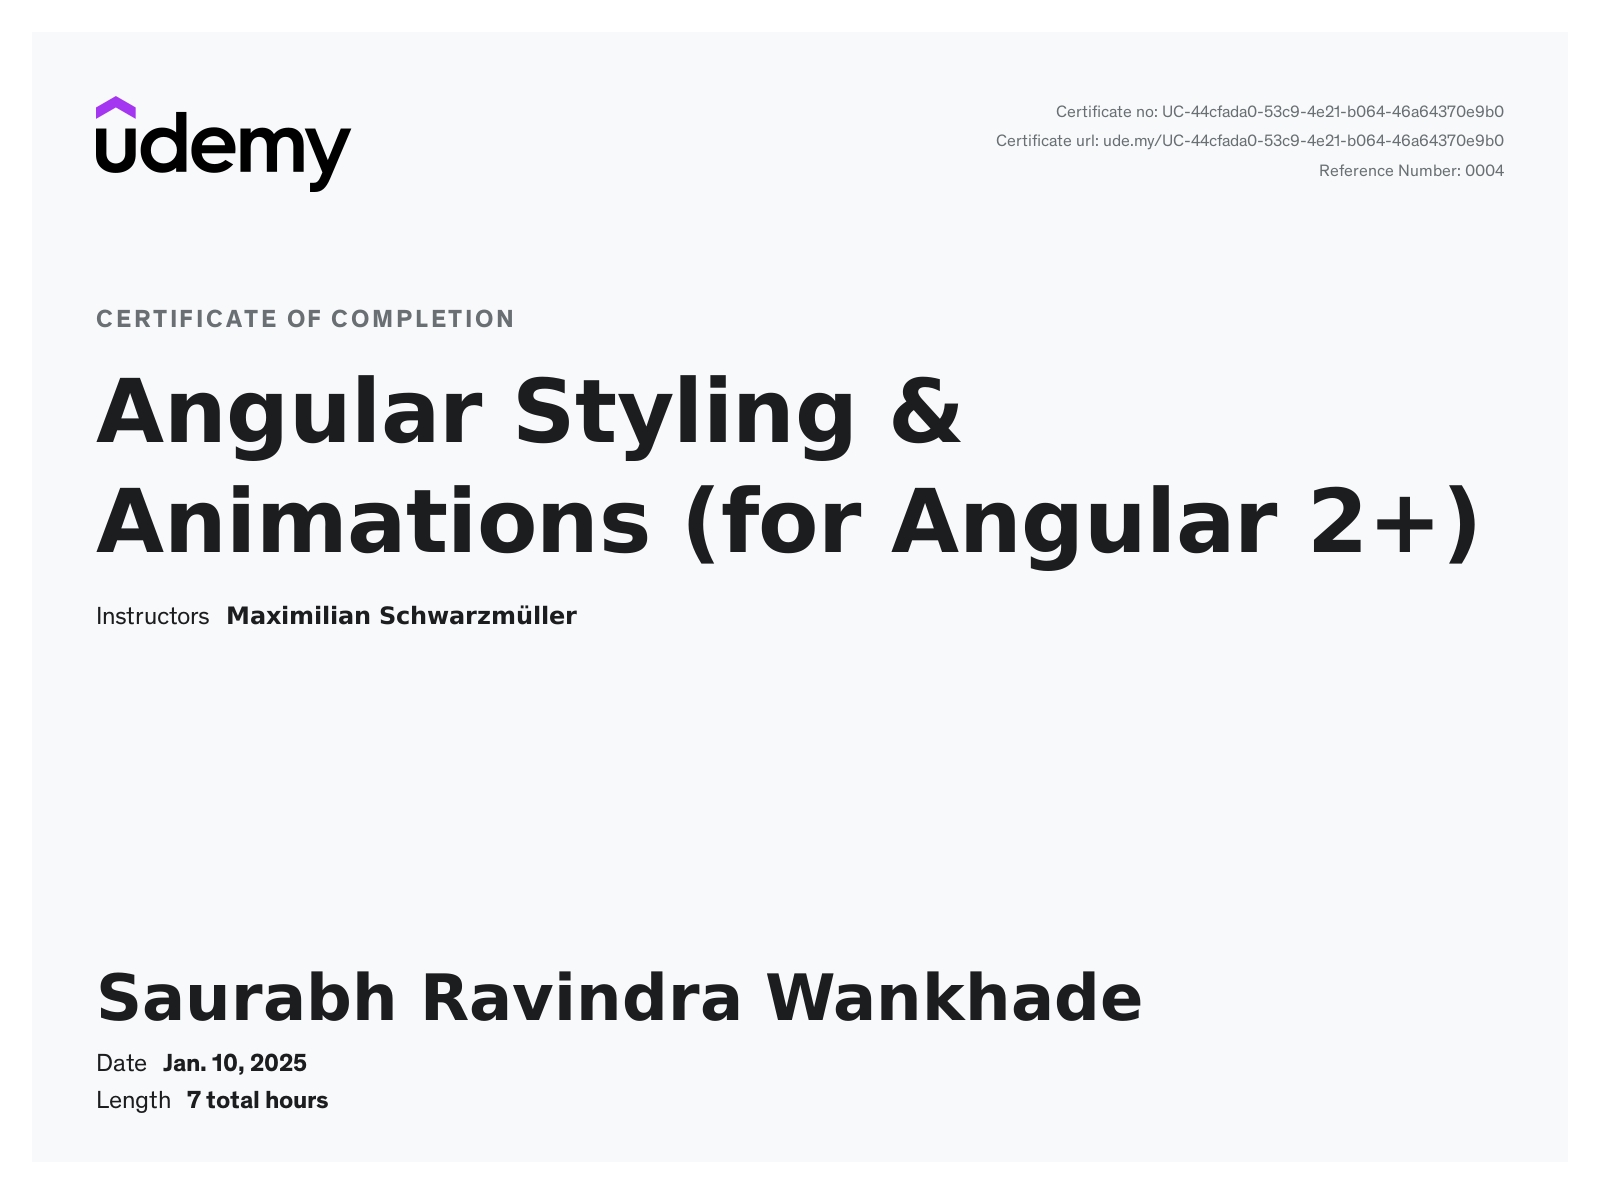 udemy
Certificate no: UC-44cfada0-53c9-4e21-b064-46a64370e9b0
Certificate url: ude.my/UC-44cfada0-53c9-4e21-b064-46a64370e9b0
Reference Number: 0004
CERTIFICATE OF COMPLETION
Angular Styling &
Animations (for Angular 2+)
Instructors Maximilian Schwarzmüller
Saurabh Ravindra Wankhade
Date Jan. 10, 2025
Length 7 total hours